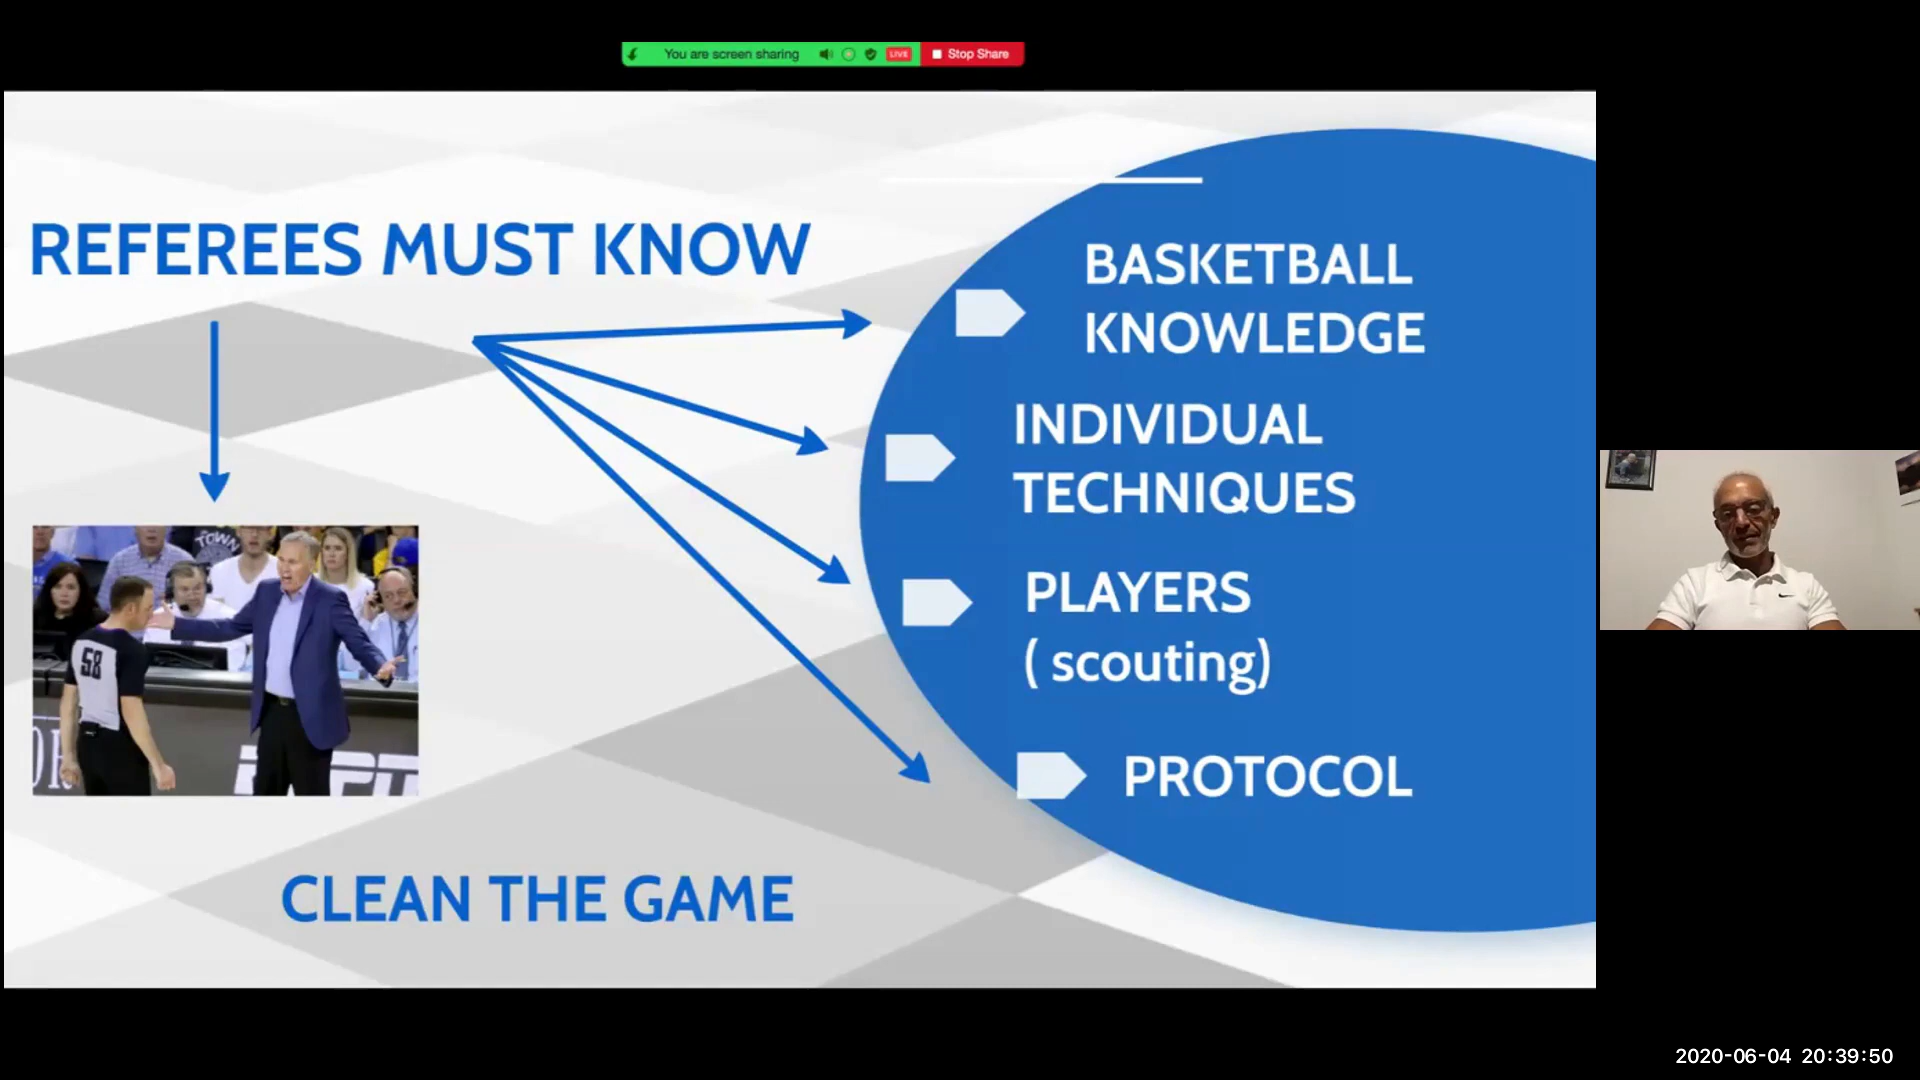 You are screen sharing LIVE Stop Share
REFEREES MUST KNOW
BASKETBALL
KNOWLEDGE
INDIVIDUAL
TECHNIQUES
PLAYERS
( scouting)
PROTOCOL
TOWN
58
CLEAN THE GAME
2020-06-04 20:39:50